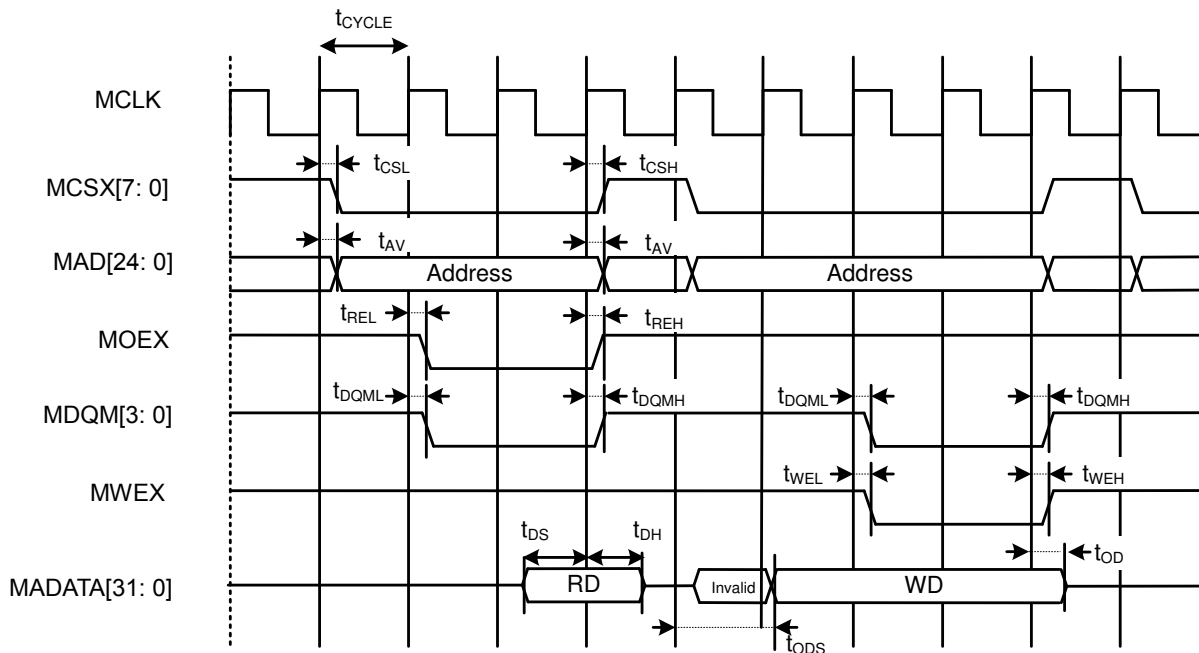 tCYCLE
MCLK
tCSL tCSH
MCSX[7: 0]
tAV tAV
MAD[24: 0] Address Address
tREL tREH
MOEX
tDQML tDQMH tDQML tDQMH
MDQM[3: 0]
tWEL tWEH
MWEX
tDS tDH tOD
MADATA[31: 0] RD Invalid WD
tODS